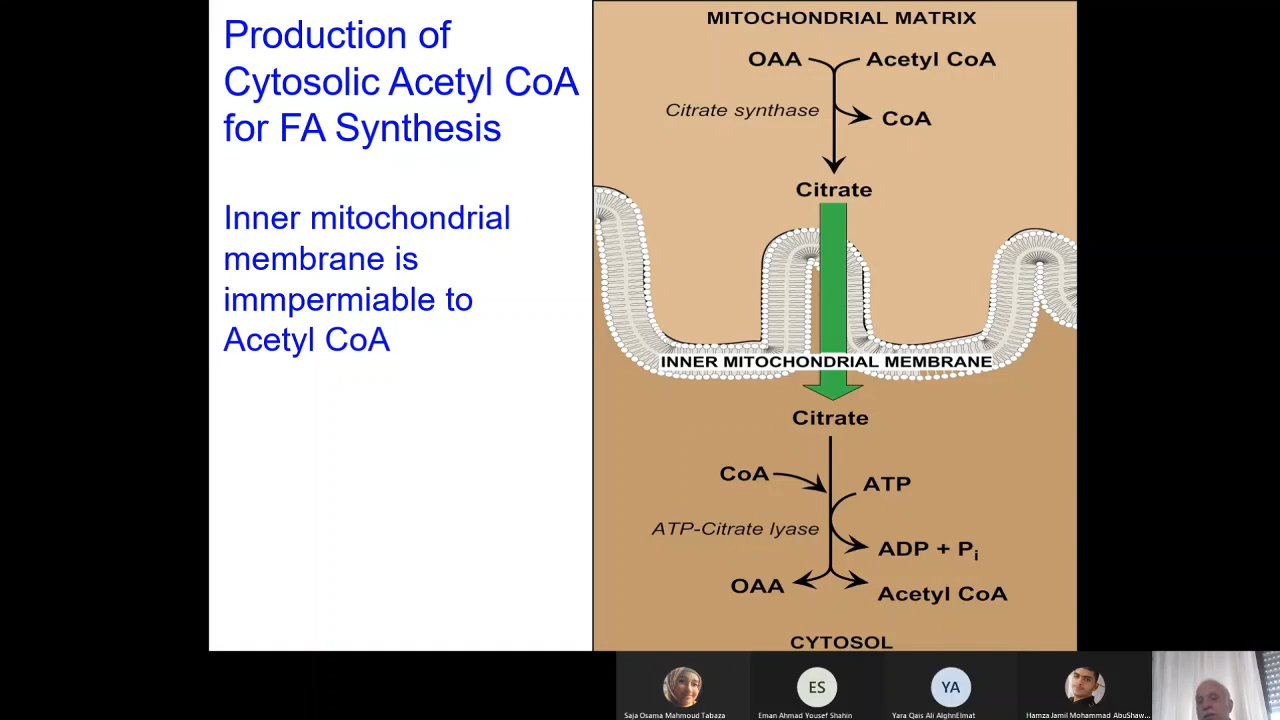 Production of
Cytosolic Acetyl CoA
for FA Synthesis
Inner mitochondrial
membrane is
immpermiable to
Acetyl CoA
MITOCHONDRIAL MATRIX
OAA
Acetyl CoA
Citrate synthase
CoA
Citrate
INNER MITOCHONDRIAL MEMBRANE
Citrate
CoA
ATP
ATP-Citrate lyase
ADP + Pi
OAA
Acetyl CoA
CYTOSOL
ES
YA
Saja Osama Mahmoud Tabaza
Eman Ahmad Yousef Shahin
Yara Qais Ali AlghnElmat
Hamza Jamil Mohammad AbuShaw...